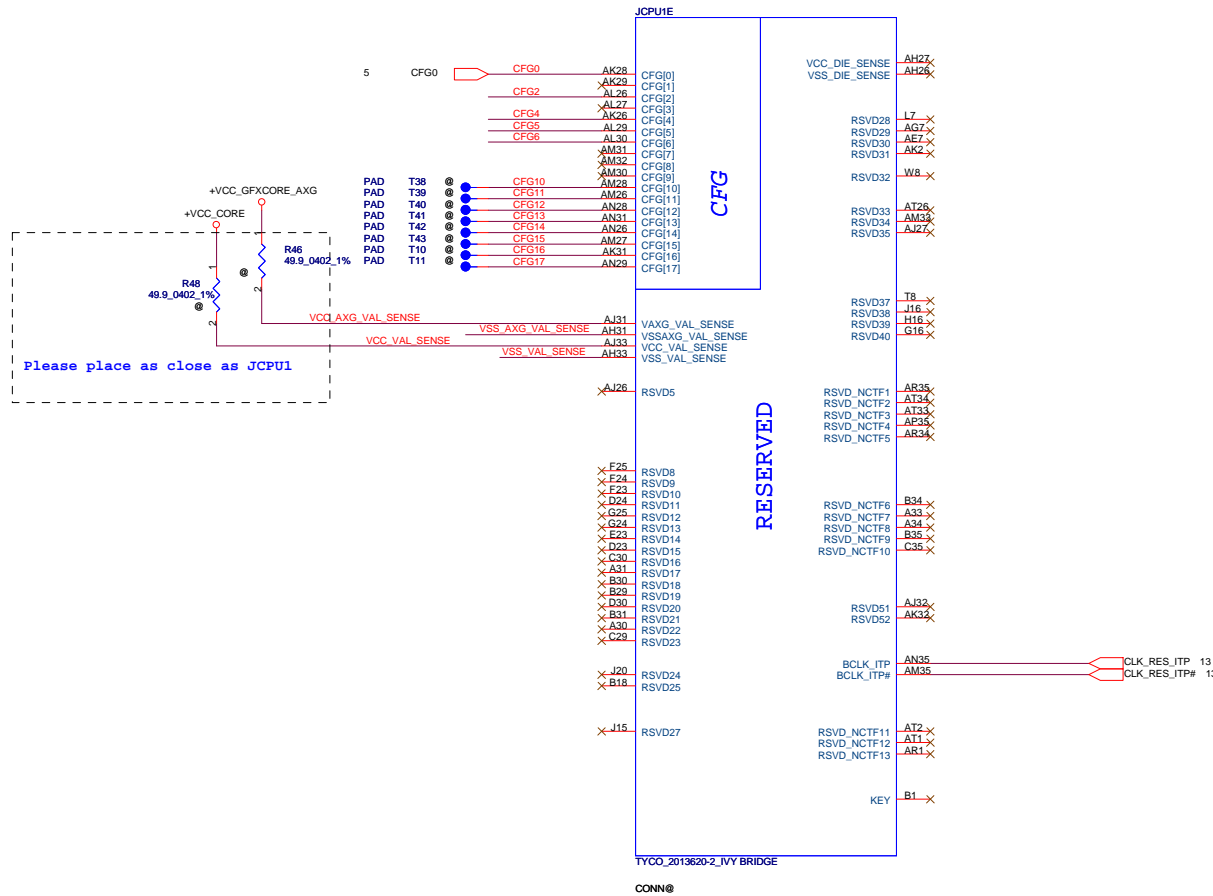 JCPU1E
5 CFG0 CFG0 AK28 CFG[0]
AK29 CFG[1]
CFG2 AL26 CFG[2]
AL27 CFG[3]
CFG4 AK26 CFG[4]
CFG5 AL29 CFG[5]
CFG6 AL30 CFG[6]
AM31 CFG[7]
AM32 CFG[8]
AM30 CFG[9]
PAD T38 @ CFG10 AM28 CFG[10]
PAD T39 @ CFG11 AM26 CFG[11]
PAD T40 @ CFG12 AN28 CFG[12]
PAD T41 @ CFG13 AN31 CFG[13]
PAD T42 @ CFG14 AN26 CFG[14]
PAD T43 @ CFG15 AM27 CFG[15]
PAD T10 @ CFG16 AK31 CFG[16]
PAD T11 @ CFG17 AN29 CFG[17]
CFG
+VCC_GFXCORE_AXG
+VCC_CORE
1
R46
49.9_0402_1%
@
2
1
R48
49.9_0402_1%
@
2
Please place as close as JCPU1
VCC_AXG_VAL_SENSE AJ31 VAXG_VAL_SENSE
VSS_AXG_VAL_SENSE AH31 VSSAXG_VAL_SENSE
VCC_VAL_SENSE AJ33 VCC_VAL_SENSE
VSS_VAL_SENSE AH33 VSS_VAL_SENSE
AJ26 RSVD5
F25 RSVD8
F24 RSVD9
F23 RSVD10
D24 RSVD11
G25 RSVD12
G24 RSVD13
E23 RSVD14
D23 RSVD15
C30 RSVD16
A31 RSVD17
B30 RSVD18
B29 RSVD19
D30 RSVD20
B31 RSVD21
A30 RSVD22
C29 RSVD23
J20 RSVD24
B18 RSVD25
J15 RSVD27
RESERVED
VCC_DIE_SENSE AH27
VSS_DIE_SENSE AH26
RSVD28 L7
RSVD29 AG7
RSVD30 AE7
RSVD31 AK2
RSVD32 W8
RSVD33 AT26
RSVD34 AM33
RSVD35 AJ27
RSVD37 T8
RSVD38 J16
RSVD39 H16
RSVD40 G16
RSVD_NCTF1 AR35
RSVD_NCTF2 AT34
RSVD_NCTF3 AT33
RSVD_NCTF4 AP35
RSVD_NCTF5 AR34
RSVD_NCTF6 B34
RSVD_NCTF7 A33
RSVD_NCTF8 A34
RSVD_NCTF9 B35
RSVD_NCTF10 C35
RSVD51 AJ32
RSVD52 AK32
BCLK_ITP AN35 CLK_RES_ITP 13
BCLK_ITP# AM35 CLK_RES_ITP#
RSVD_NCTF11 AT2
RSVD_NCTF12 AT1
RSVD_NCTF13 AR1
KEY B1
TYCO_2013620-2_IVY BRIDGE
CONN@